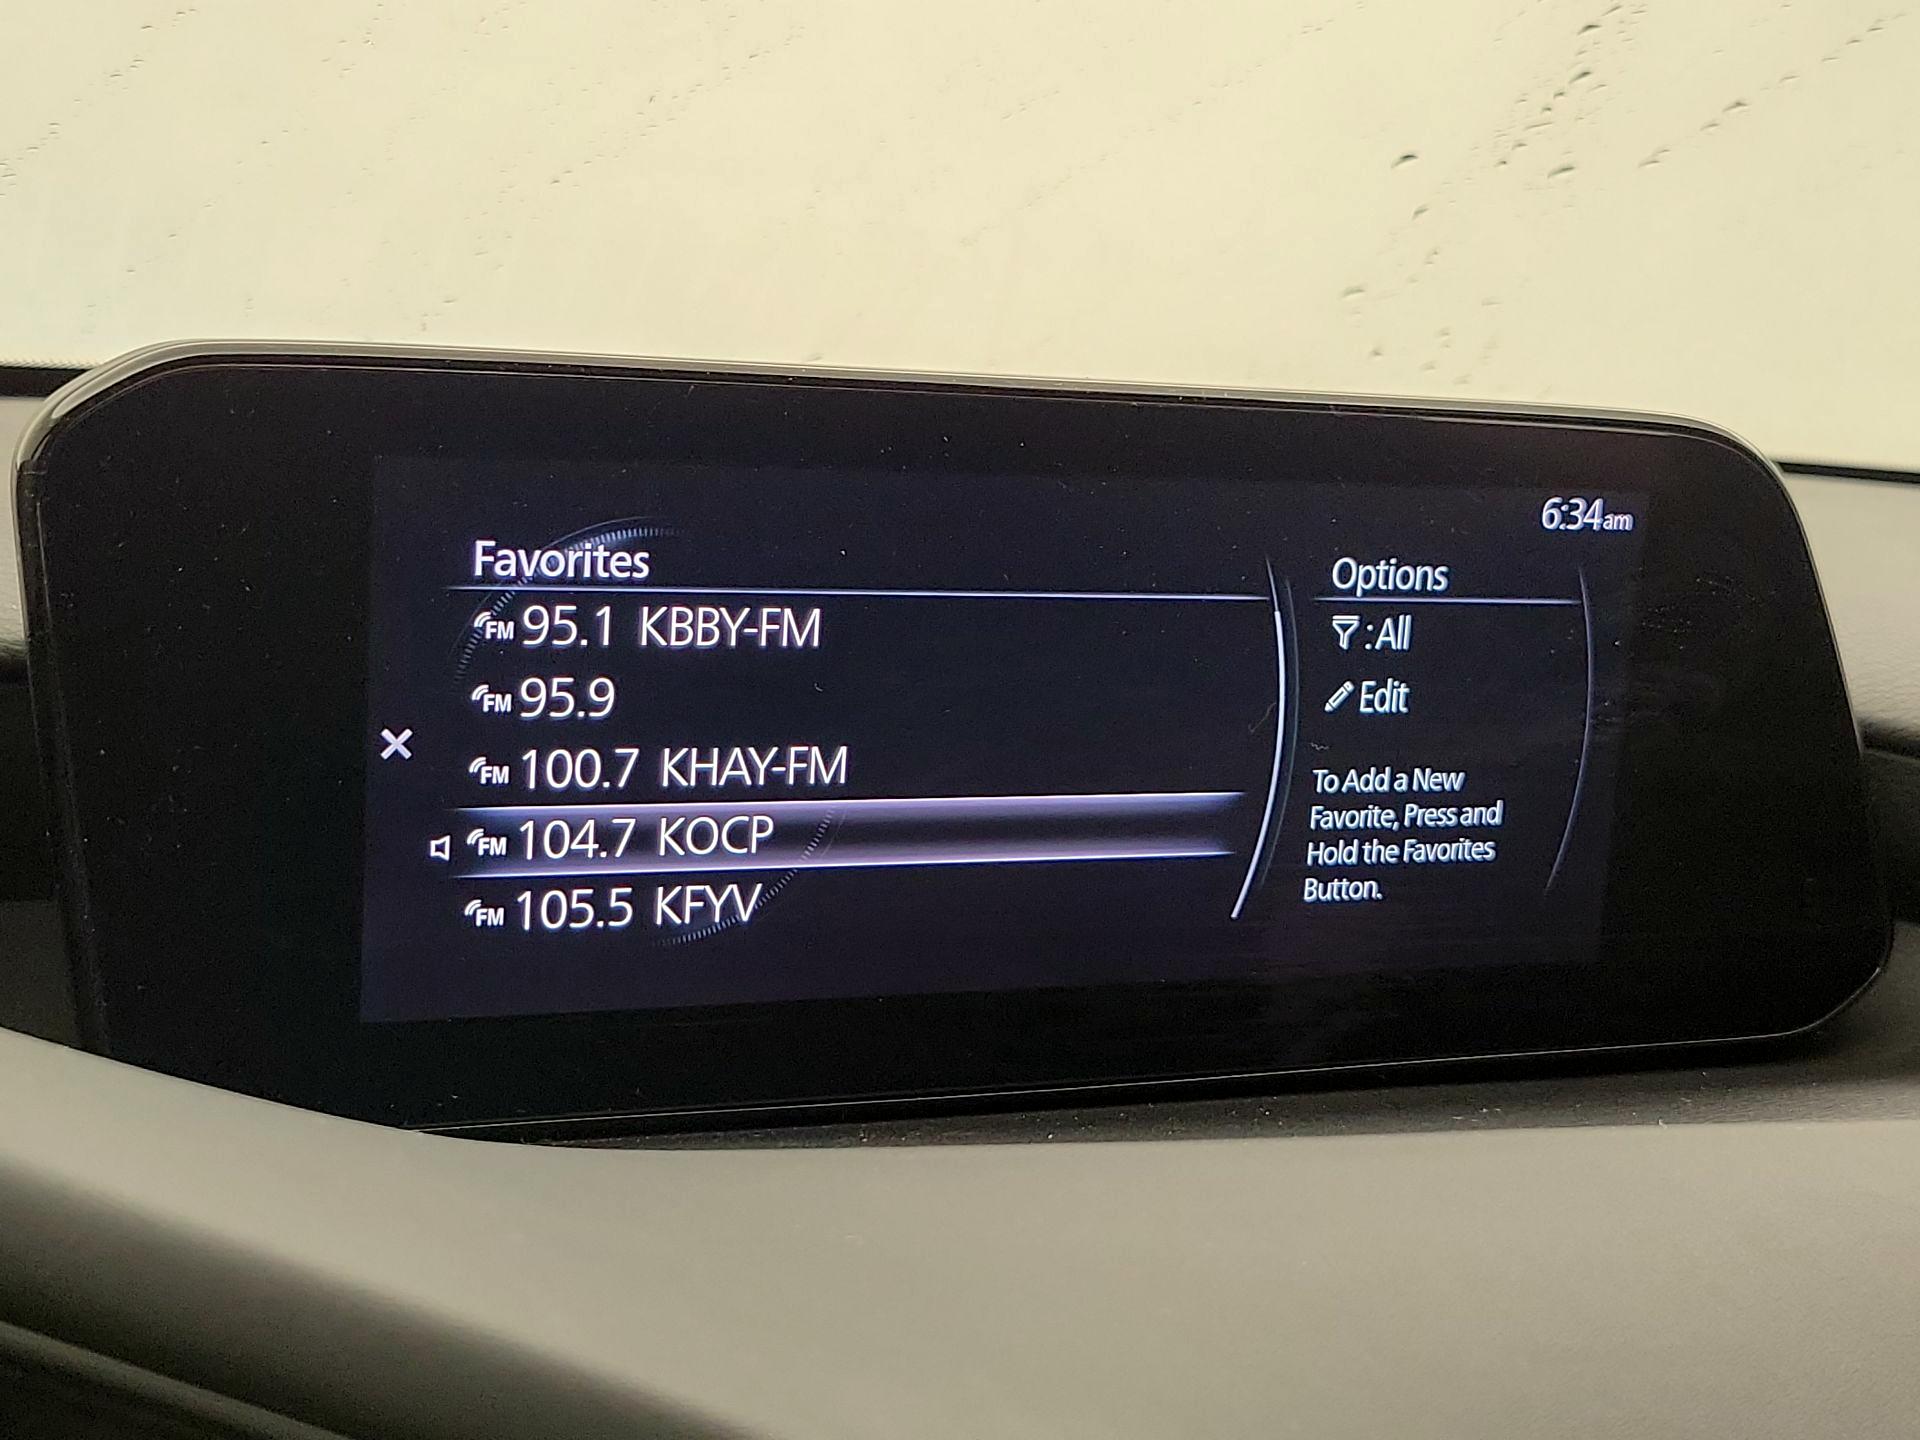 6:34am
Favorites
FM 95.1 KBBY-FM
FM 95.9
FM 100.7 KHAY-FM
FM 104.7 KOCP
FM 105.5 KFYV
Options
:All
Edit
To Add a New
Favorite, Press and
Hold the Favorites
Button.